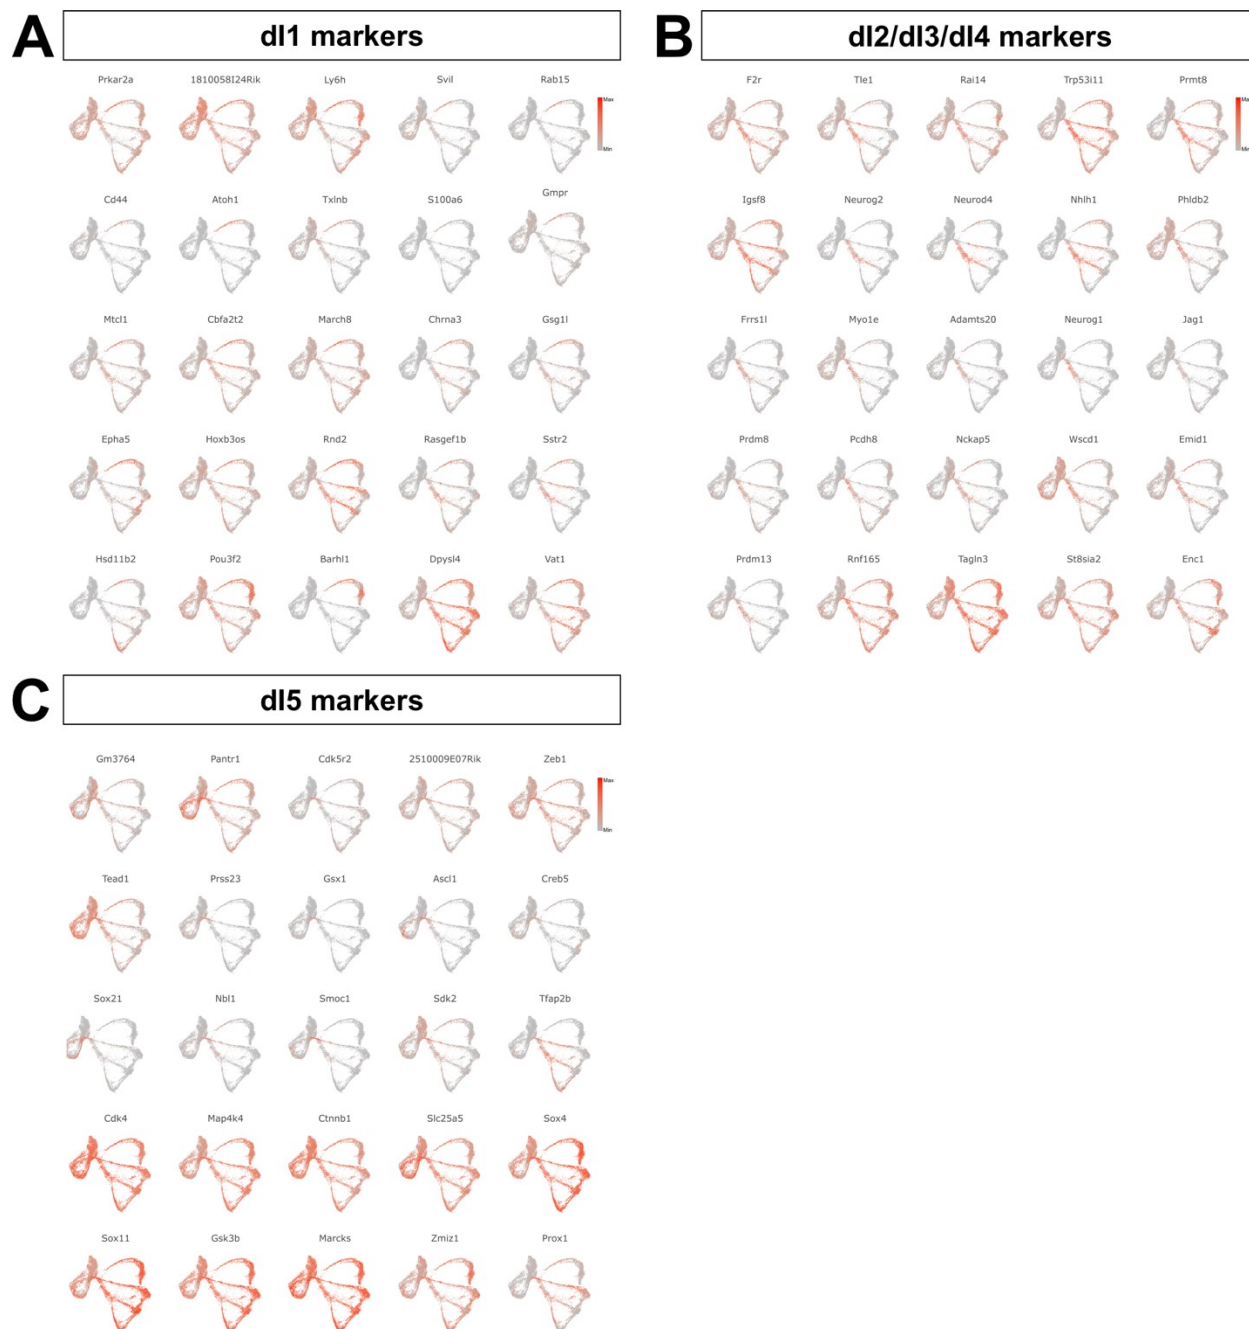 A
dI1 markers
Prkar2a 1810058I24Rik Ly6h Svil Rab15
Max
Min
Cd44 Atoh1 Txlnb S100a6 Gmpr
Mtcl1 Cbfa2t2 March8 Chrna3 Gsg1l
Epha5 Hoxb3os Rnd2 Rasgef1b Sstr2
Hsd11b2 Pou3f2 Barhl1 Dpysl4 Vat1
B
dI2/dI3/dI4 markers
F2r Tle1 Rai14 Trp53i11 Prmt8
Igsf8 Neurog2 Neurod4 Nhlh1 Phldb2
Frrs1l Myo1e Adamts20 Neurog1 Jag1
Prdm8 Pcdh8 Nckap5 Wscd1 Emid1
Prdm13 Rnf165 Tagln3 St8sia2 Enc1
C
dI5 markers
Gm3764 Pantr1 Cdk5r2 2510009E07Rik Zeb1
Max
Min
Tead1 Prss23 Gsx1 Ascl1 Creb5
Sox21 Nbl1 Smoc1 Sdk2 Tfap2b
Cdk4 Map4k4 Ctnnb1 Slc25a5 Sox4
Sox11 Gsk3b Marcks Zmiz1 Prox1